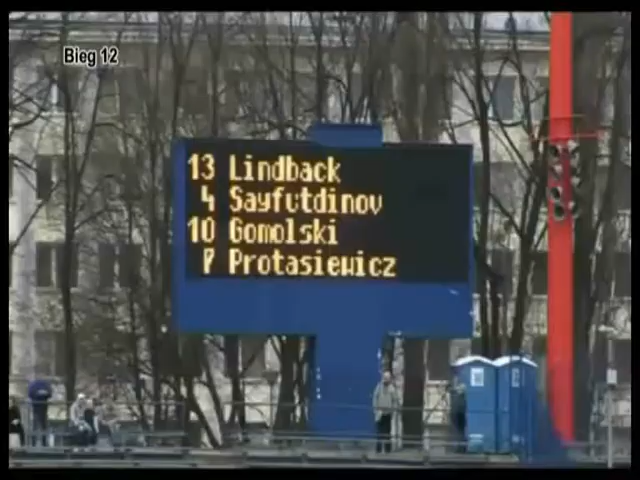 Bieg 12
13 Lindback
4 Sayfutdinov
10 Gomolski
7 Protasiewicz